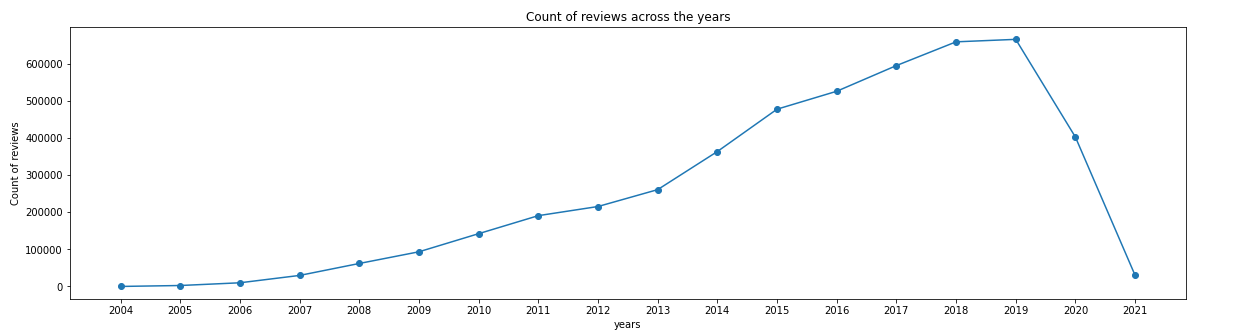 Count of reviews across the years
Count of reviews
600000
500000
400000
300000
200000
100000
0
2004 2005 2006 2007 2008 2009 2010 2011 2012 2013 2014 2015 2016 2017 2018 2019 2020 2021
years